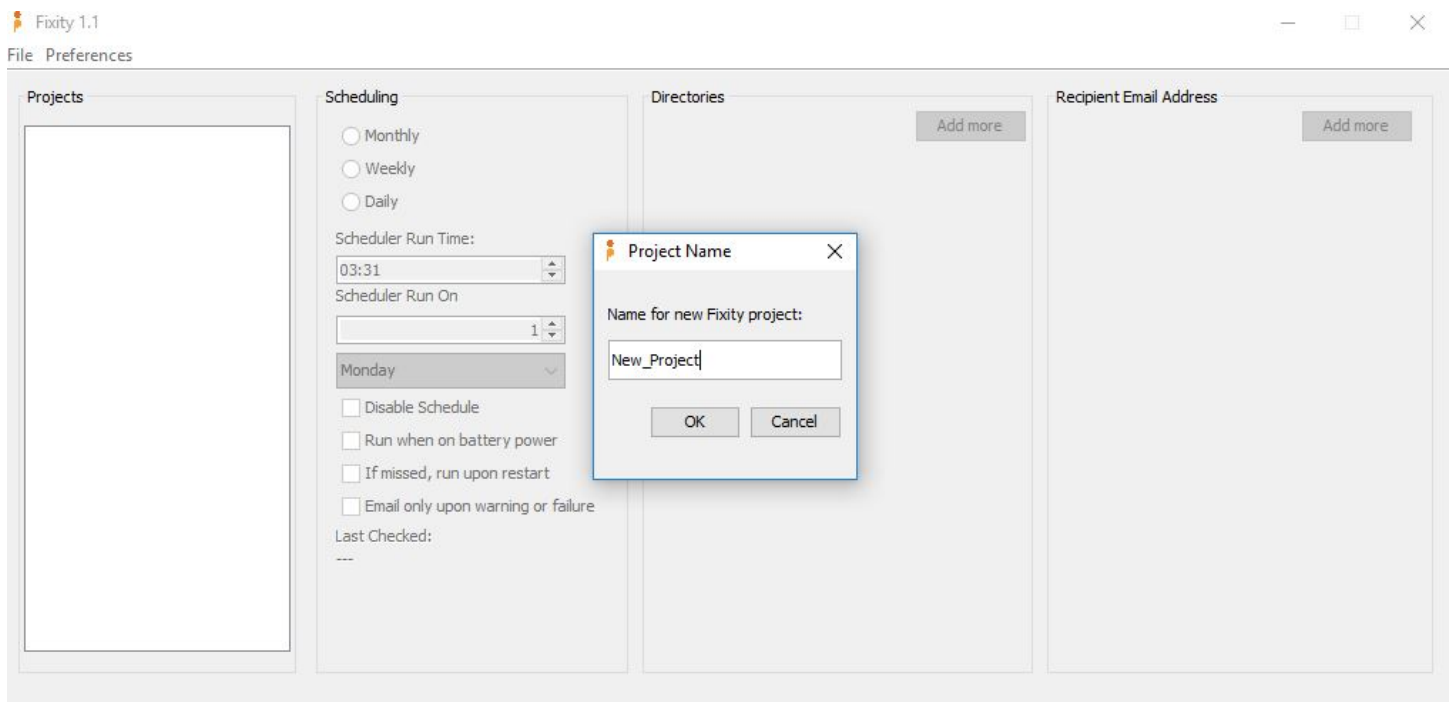 Fixity 1.1
File Preferences
Projects
Scheduling
Monthly
Weekly
Daily
Scheduler Run Time:
03:31
Scheduler Run On
1
Monday
Disable Schedule
Run when on battery power
If missed, run upon restart
Email only upon warning or failure
Last Checked:
---
Directories
Add more
Recipient Email Address
Add more
Project Name
Name for new Fixity project:
New_Project
OK Cancel